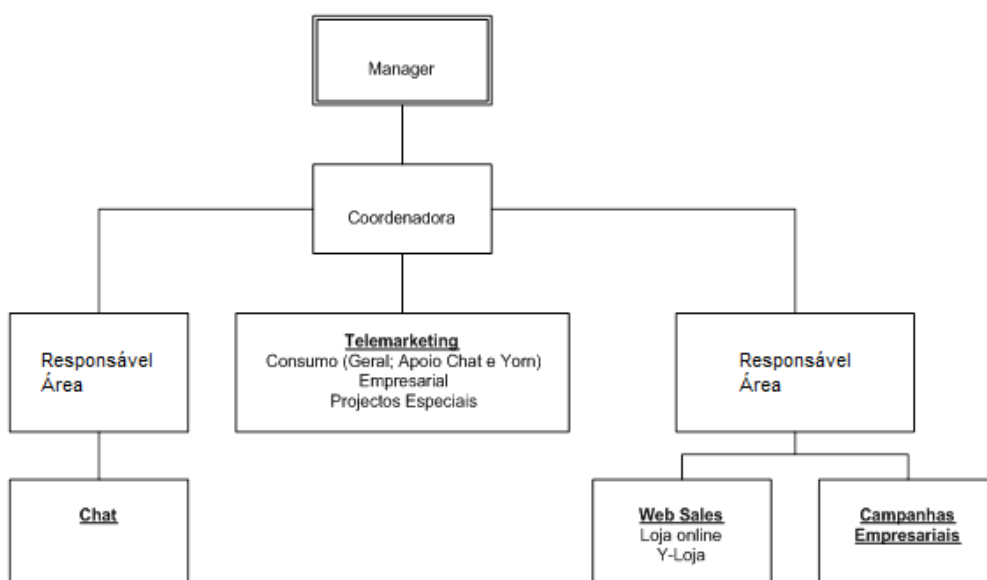 Manager
Coordenadora
Responsável
Área
Telemarketing
Consumo (Geral; Apoio Chat e Yorn)
Empresarial
Projectos Especiais
Responsável
Área
Chat
Web Sales
Loja online
Y-Loja
Campanhas
Empresariais